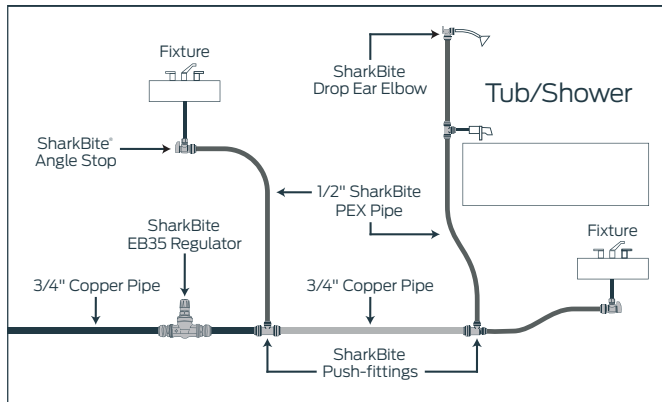 Fixture
SharkBite
Drop Ear Elbow
Tub/Shower
SharkBite®
Angle Stop
1/2" SharkBite
PEX Pipe
SharkBite
EB35 Regulator
Fixture
3/4" Copper Pipe
3/4" Copper Pipe
SharkBite
Push-fittings